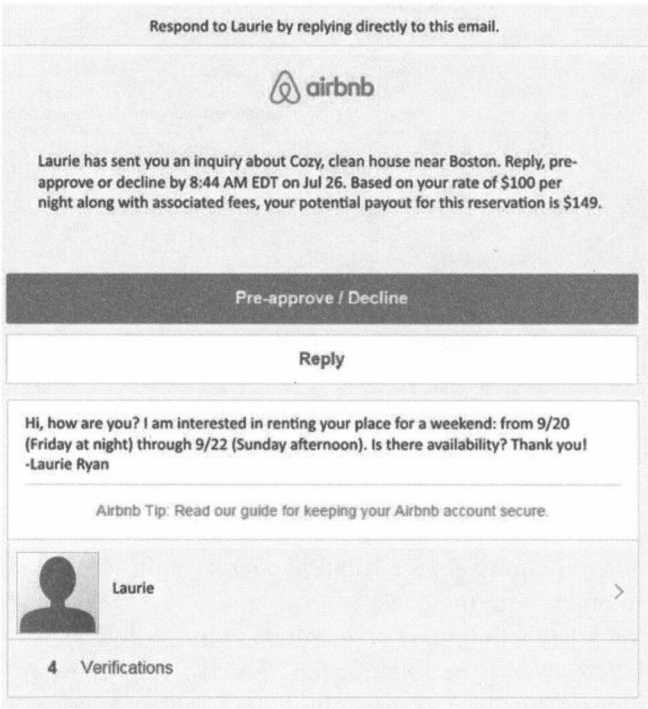 Respond to Laurie by replying directly to this email.
airbnb
Laurie has sent you an inquiry about Cozy, clean house near Boston. Reply, pre-
approve or decline by 8:44 AM EDT on Jul 26. Based on your rate of $100 per
night along with associated fees, your potential payout for this reservation is $149.
Pre-approve / Decline
Reply
Hi, how are you? I am interested in renting your place for a weekend: from 9/20
(Friday at night) through 9/22 (Sunday afternoon). Is there availability? Thank you!
-Laurie Ryan
Airbnb Tip: Read our guide for keeping your Airbnb account secure.
Laurie
4 Verifications